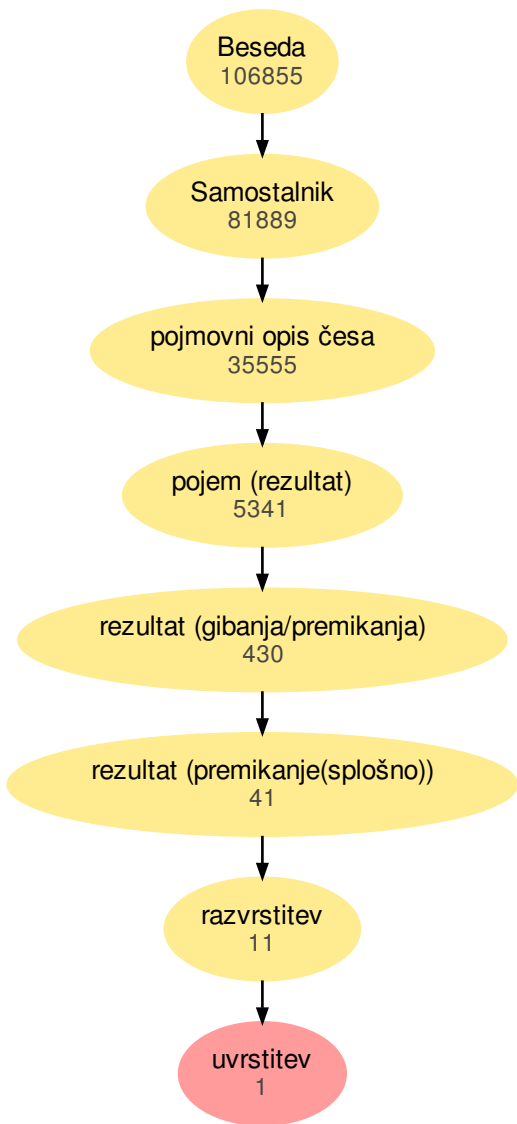 Beseda
106855
Samostalnik
81889
pojmovni opis česa
35555
pojem (rezultat)
5341
rezultat (gibanja/premikanja)
430
rezultat (premikanje(splošno))
41
razvrstitev
11
uvrstitev
1